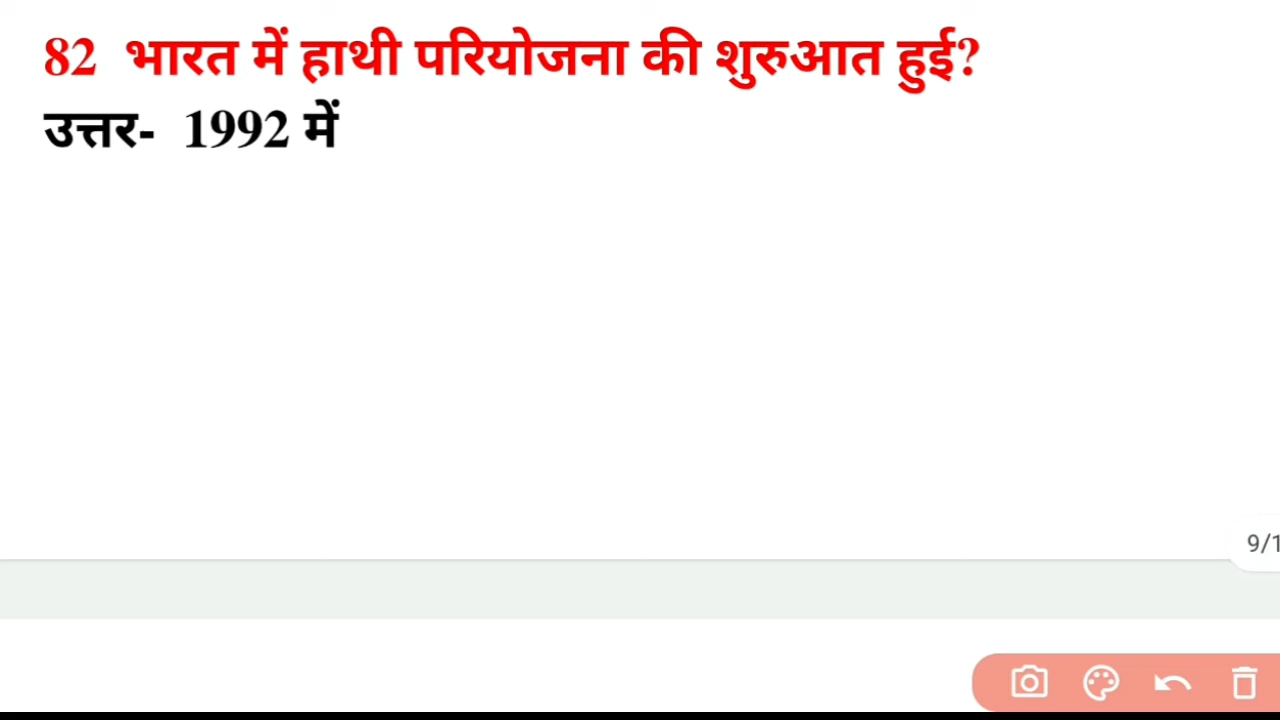 82 भारत में हाथी परियोजना की शुरुआत हुई?
उत्तर- 1992 में
9/1